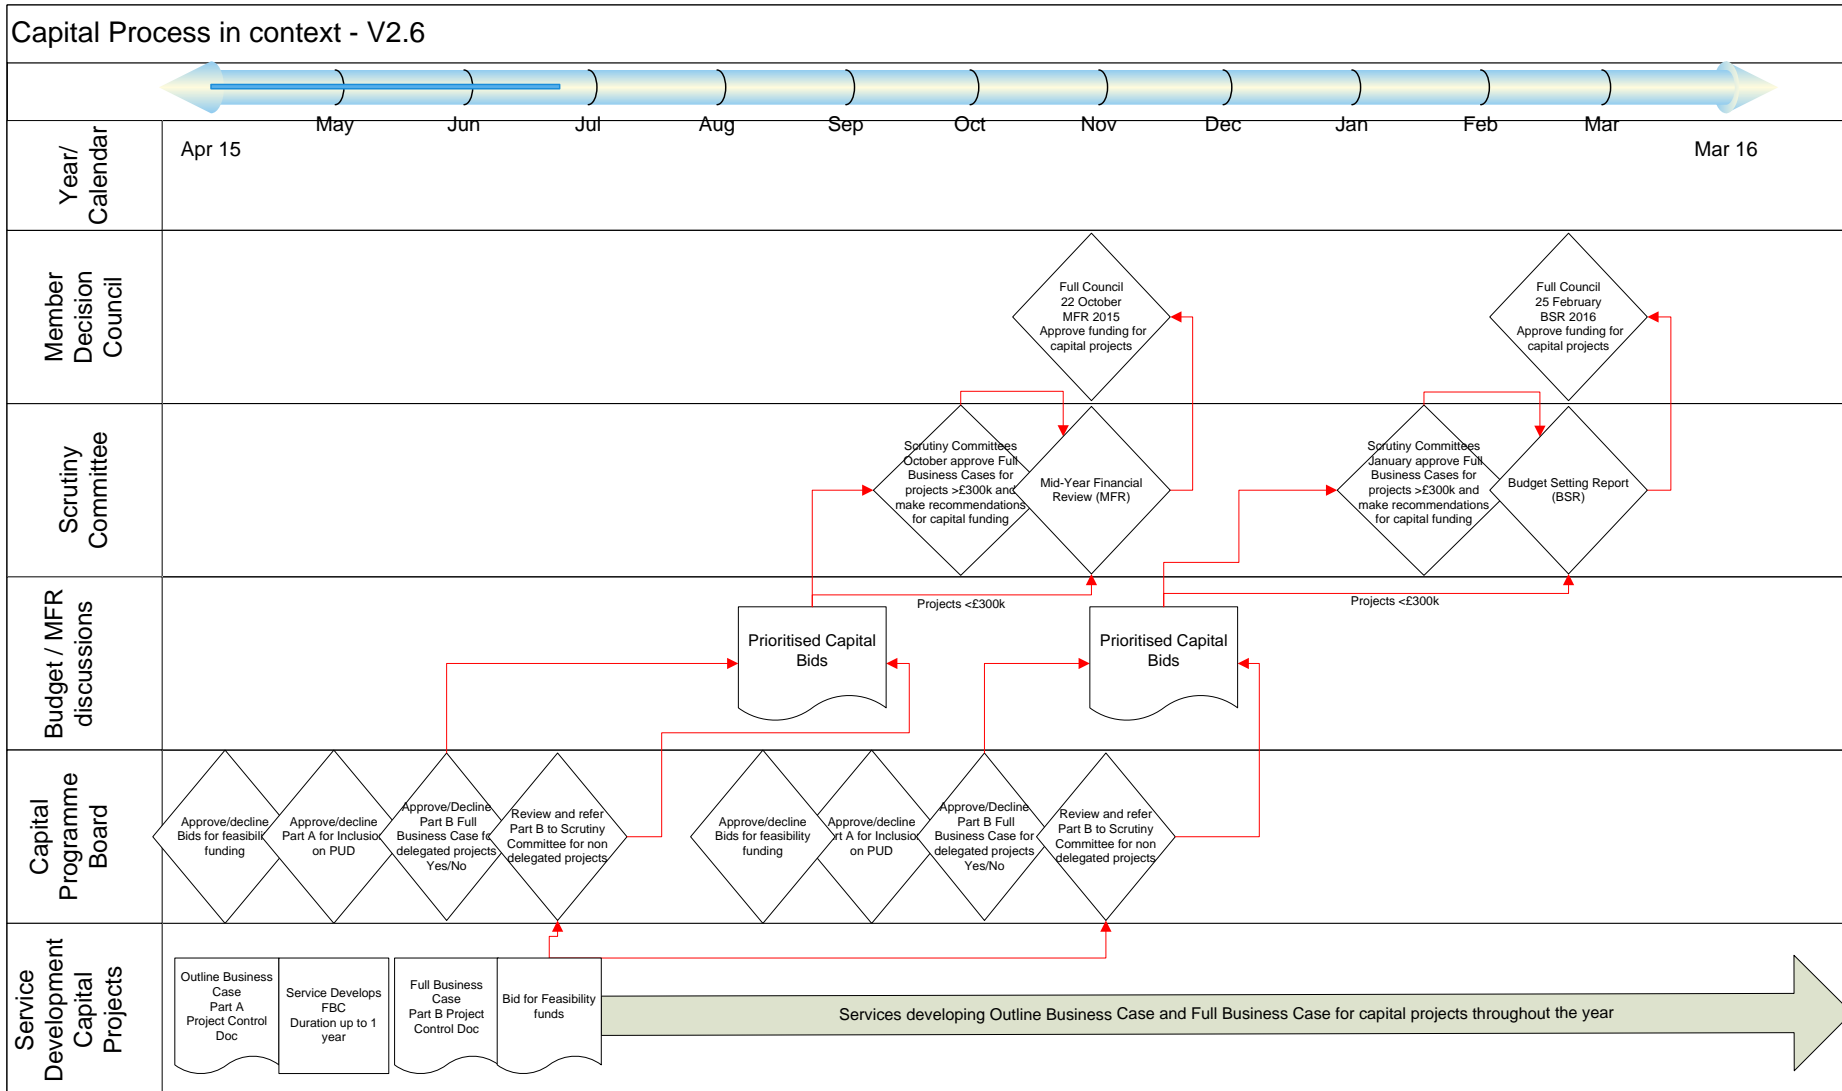 Capital Process in context - V2.6
May
Jun
Jul
Aug
Sep
Oct
Nov
Dec
Jan
Feb
Mar
Apr 15
Mar 16
Year/
Calendar
Member
Decision
Council
Full Council
22 October
MFR 2015
Approve funding for
capital projects
Full Council
25 February
BSR 2016
Approve funding for
capital projects
Scrutiny
Committee
Scrutiny Committees
October approve Full
Business Cases for
projects >£300k and
make recommendations
for capital funding
Mid-Year Financial
Review (MFR)
Scrutiny Committees
January approve Full
Business Cases for
projects >£300k and
make recommendations
for capital funding
Budget Setting Report
(BSR)
Budget / MFR
discussions
Projects <£300k
Projects <£300k
Prioritised Capital
Bids
Prioritised Capital
Bids
Capital
Programme
Board
Approve/decline
Bids for feasibili
funding
Approve/decline
Part A for Inclusio
on PUD
Approve/Decline
Part B Full
Business Case fo
delegated projects
Yes/No
Review and refer
Part B to Scrutiny
Committee for non
delegated projects
Approve/decline
Bids for feasibility
funding
Approve/decline
rt A for Inclusio
on PUD
Approve/Decline
Part B Full
Business Case for
delegated projects
Yes/No
Review and refer
Part B to Scrutiny
Committee for non
delegated projects
Service
Development
Capital
Projects
Outline Business
Case
Part A
Project Control
Doc
Service Develops
FBC
Duration up to 1
year
Full Business
Case
Part B Project
Control Doc
Bid for Feasibility
funds
Services developing Outline Business Case and Full Business Case for capital projects throughout the year